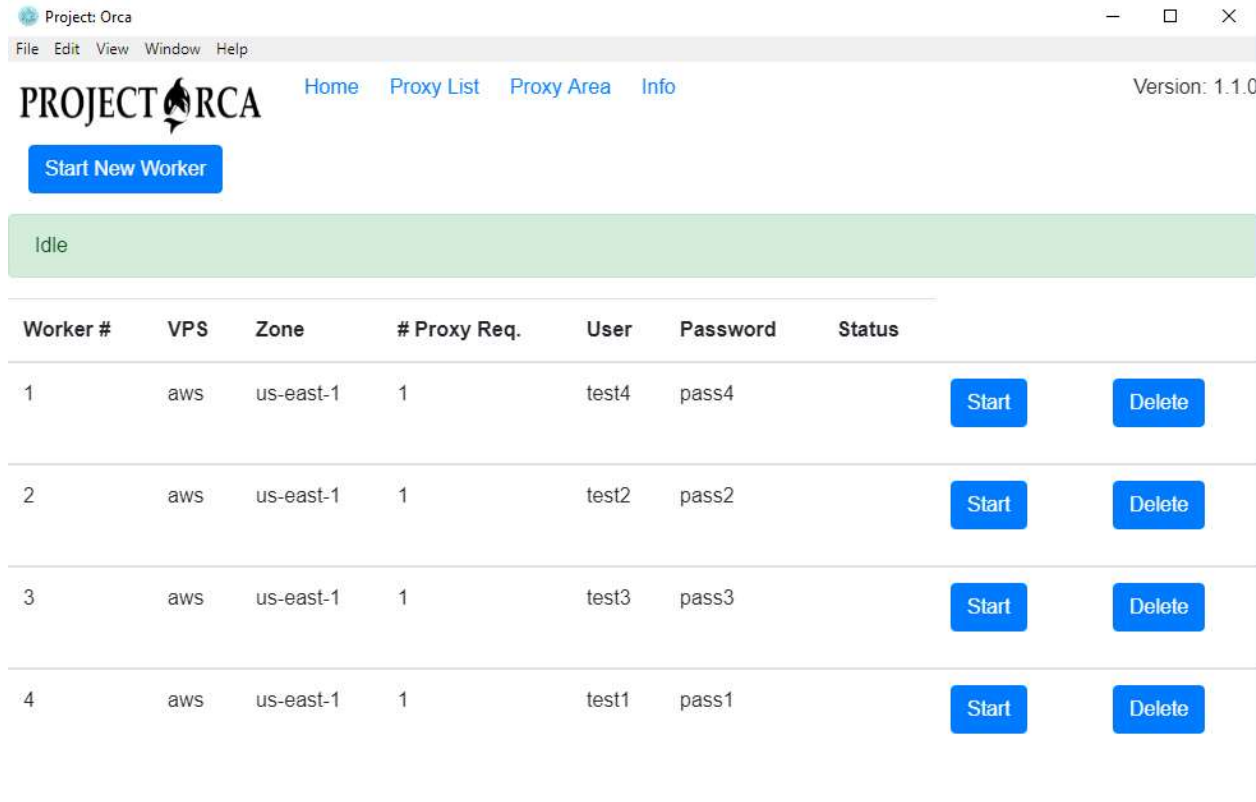 Project: Orca
File Edit View Window Help
PROJECT ORCA Home Proxy List Proxy Area Info Version: 1.1.0
Start New Worker
Idle
Worker # VPS Zone # Proxy Req. User Password Status
1 aws us-east-1 1 test4 pass4 Start Delete
2 aws us-east-1 1 test2 pass2 Start Delete
3 aws us-east-1 1 test3 pass3 Start Delete
4 aws us-east-1 1 test1 pass1 Start Delete